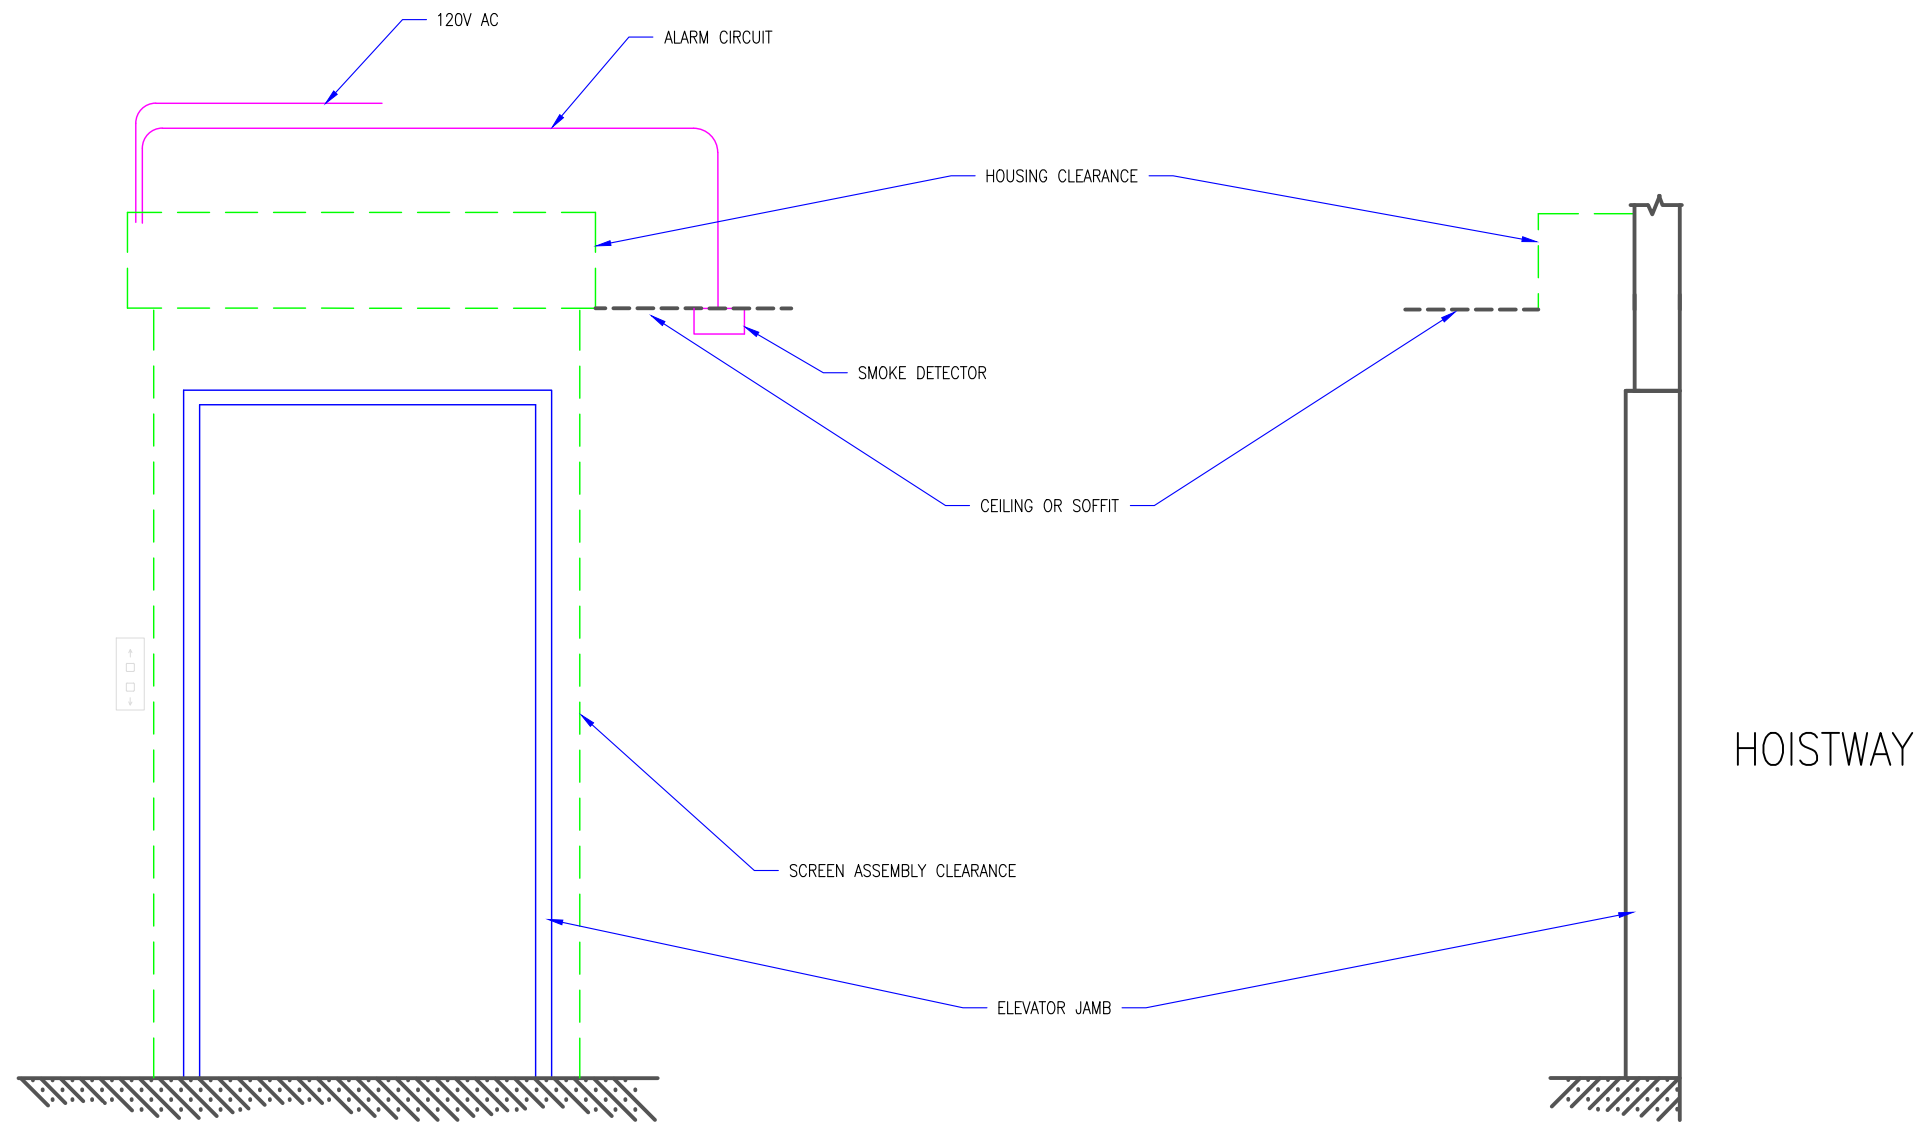 120V AC
ALARM CIRCUIT
HOUSING CLEARANCE
SMOKE DETECTOR
CEILING OR SOFFIT
HOISTWAY
SCREEN ASSEMBLY CLEARANCE
ELEVATOR JAMB